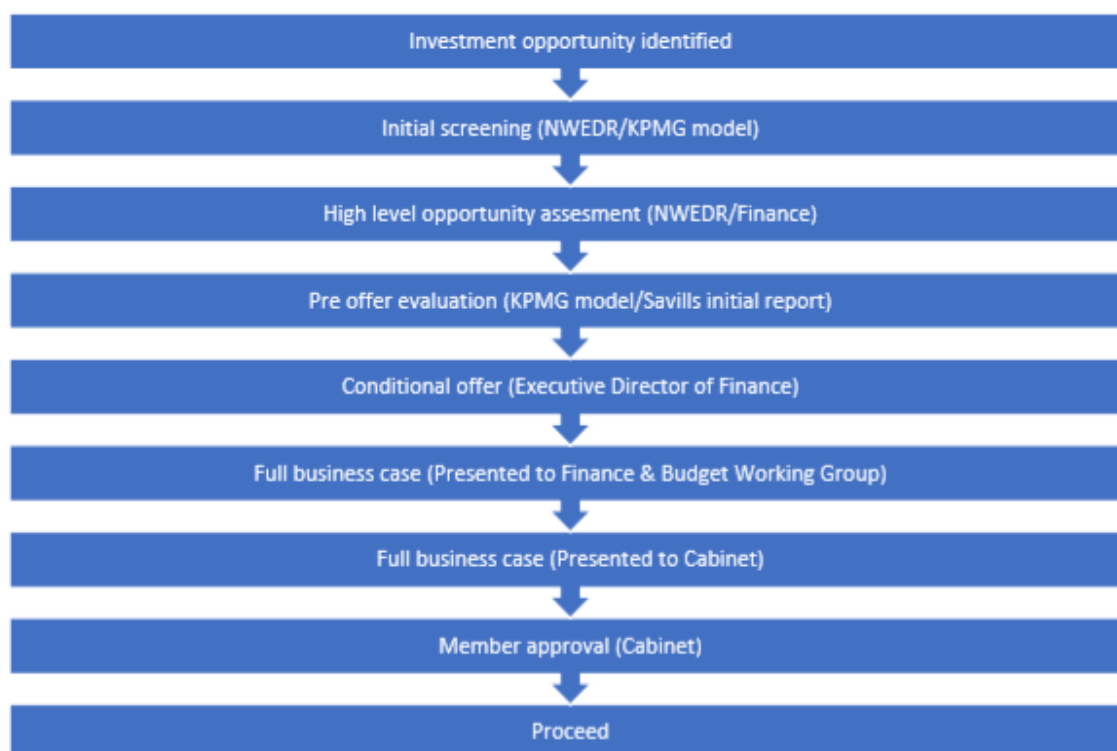 Investment opportunity identified
Initial screening (NWEDR/KPMG model)
High level opportunity assesment (NWEDR/Finance)
Pre offer evaluation (KPMG model/Savills initial report)
Conditional offer (Executive Director of Finance)
Full business case (Presented to Finance & Budget Working Group)
Full business case (Presented to Cabinet)
Member approval (Cabinet)
Proceed